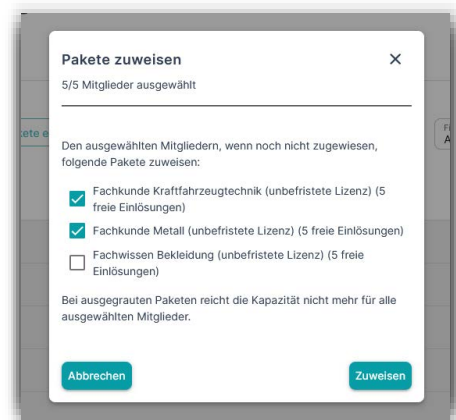 Pakete zuweisen
5/5 Mitglieder ausgewählt
kete e
Den ausgewählten Mitgliedern, wenn noch nicht zugewiesen,
folgende Pakete zuweisen:
Fachkunde Kraftfahrzeugtechnik (unbefristete Lizenz) (5
freie Einlösungen)
Fachkunde Metall (unbefristete Lizenz) (5 freie Einlösungen)
Fachwissen Bekleidung (unbefristete Lizenz) (5 freie
Einlösungen)
Bei ausgegrauten Paketen reicht die Kapazität nicht mehr für alle
ausgewählten Mitglieder.
Abbrechen
Zuweisen